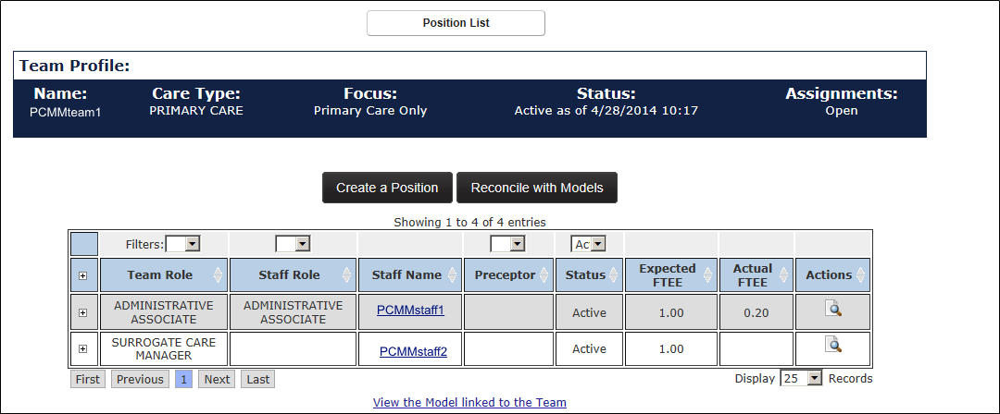 Position List
Team Profile:
Name: Care Type: Focus: Status: Assignments:
PCMMteam1 PRIMARY CARE Primary Care Only Active as of 4/28/2014 10:17 Open
Create a Position Reconcile with Models
Showing 1 to 4 of 4 entries
Filters: Act
Team Role Staff Role Staff Name Preceptor Status Expected FTEE Actual FTEE Actions
ADMINISTRATIVE ASSOCIATE ADMINISTRATIVE ASSOCIATE PCMMstaff1 Active 1.00 0.20
SURROGATE CARE MANAGER PCMMstaff2 Active 1.00
First Previous 1 Next Last Display 25 Records
View the Model linked to the Team